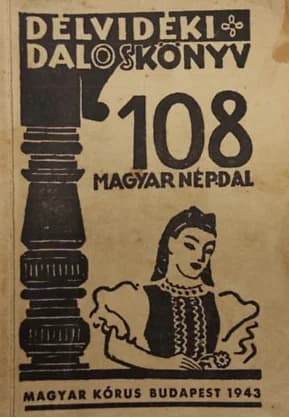 DÉLVIDÉKI
DALOSKÖNYV
108
MAGYAR NÉPDAL
MAGYAR KÓRUS BUDAPEST 1943